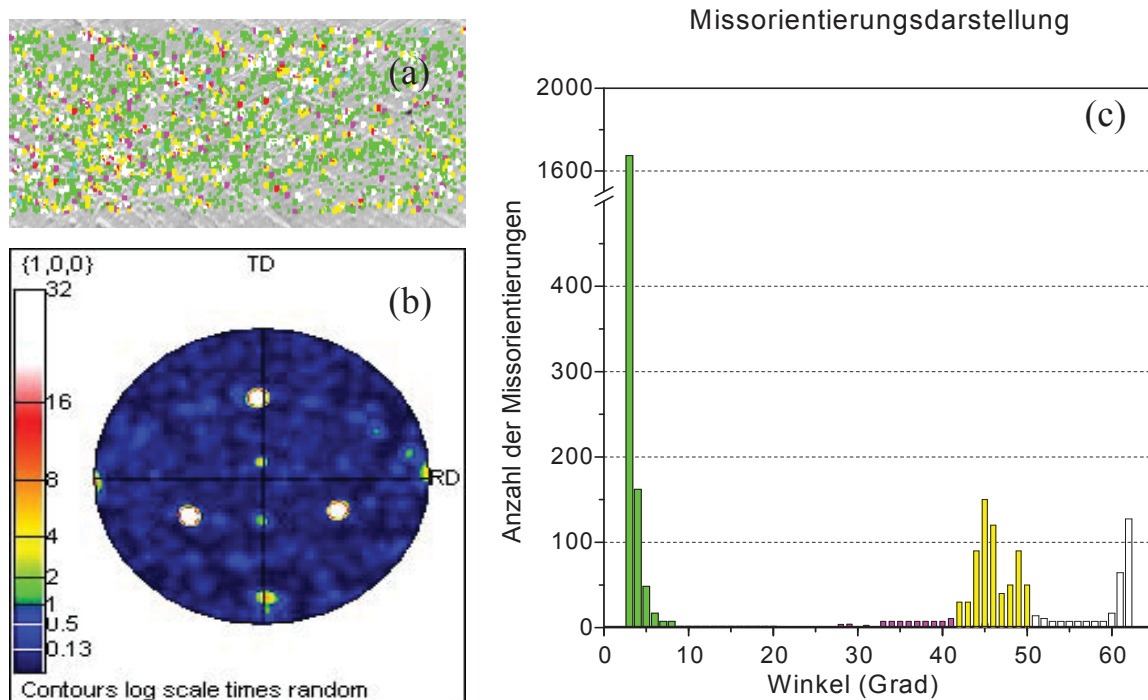 Missorientierungsdarstellung
(a)
{1,0,0}
TD
(b)
32
16
8
4
2
1
0.5
0.13
RD
Contours log scale times random
(c)
Anzahl der Missorientierungen
2000
1600
400
300
200
100
0
0 10 20 30 40 50 60
Winkel (Grad)